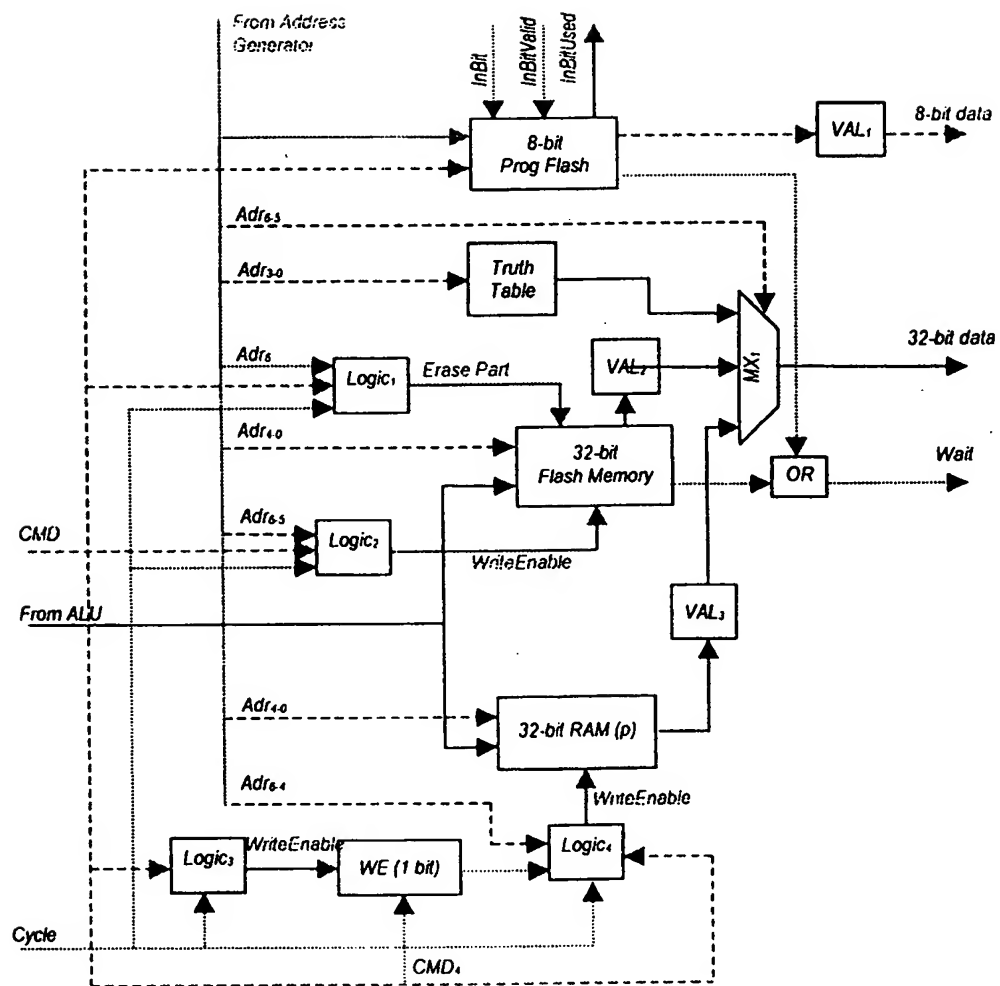 From Address
Generator
InBit
InBitValid
InBitUsed
8-bit
Prog Flash
VAL₁
8-bit data
Adr₆₋₅
Adr₃₋₀
Truth
Table
MX₁
32-bit data
Adr₆
Logic₁
Erase Part
VAL₂
Adr₄₋₀
32-bit
Flash Memory
OR
Wait
CMD
Adr₆₋₅
Logic₂
WriteEnable
From ALU
VAL₃
Adr₄₋₀
32-bit RAM (p)
Adr₆₋₄
WriteEnable
Logic₃
WriteEnable
WE (1 bit)
Logic₄
Cycle
CMD₄